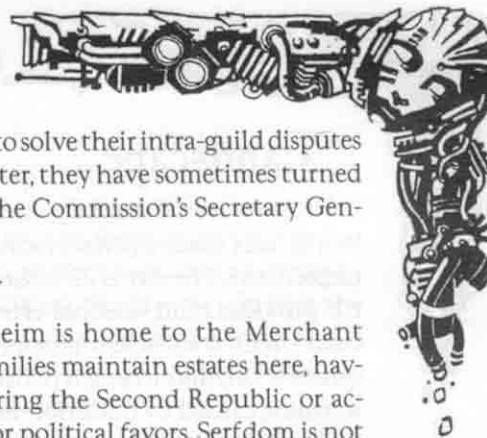 to solve their intra-guild disputes
ter, they have sometimes turned
he Commission's Secretary Gen-
eim is home to the Merchant
nilies maintain estates here, hav-
ring the Second Republic or ac-
or political favors. Serfdom is not